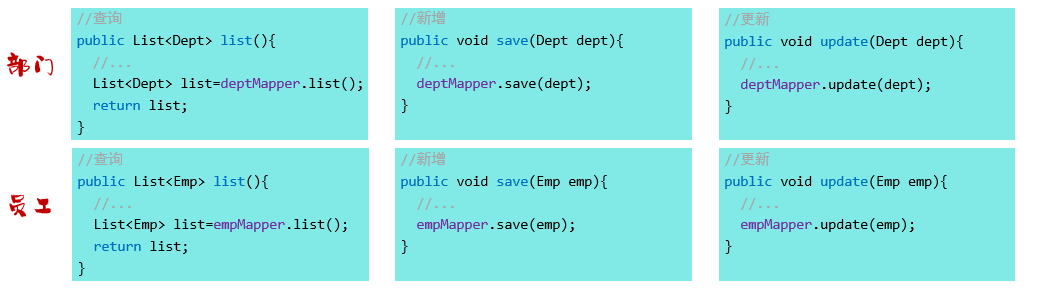 部门
//查询
public List<Dept> list(){
//...
List<Dept> list=deptMapper.list();
return list;
}
//新增
public void save(Dept dept){
//...
deptMapper.save(dept);
}
//更新
public void update(Dept dept){
//...
deptMapper.update(dept);
}
员工
//查询
public List<Emp> list(){
//...
List<Emp> list=empMapper.list();
return list;
}
//新增
public void save(Emp emp){
//...
empMapper.save(emp);
}
//更新
public void update(Emp emp){
//...
empMapper.update(emp);
}